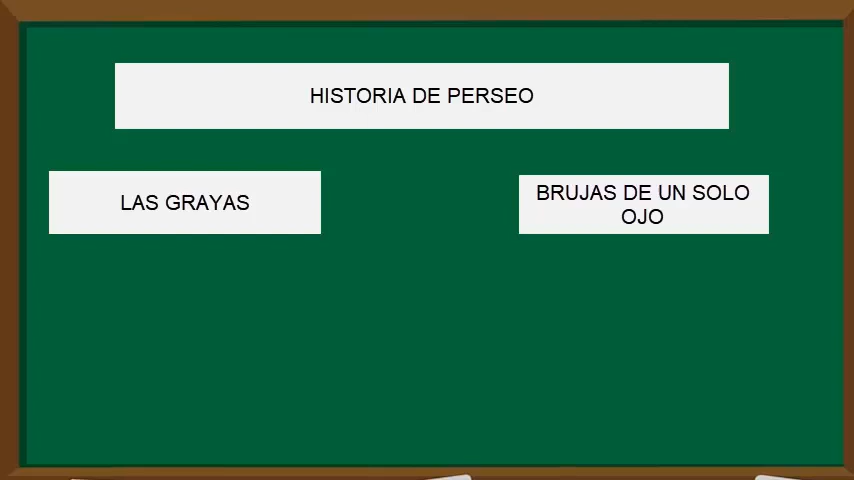 HISTORIA DE PERSEO
LAS GRAYAS
BRUJAS DE UN SOLO
OJO